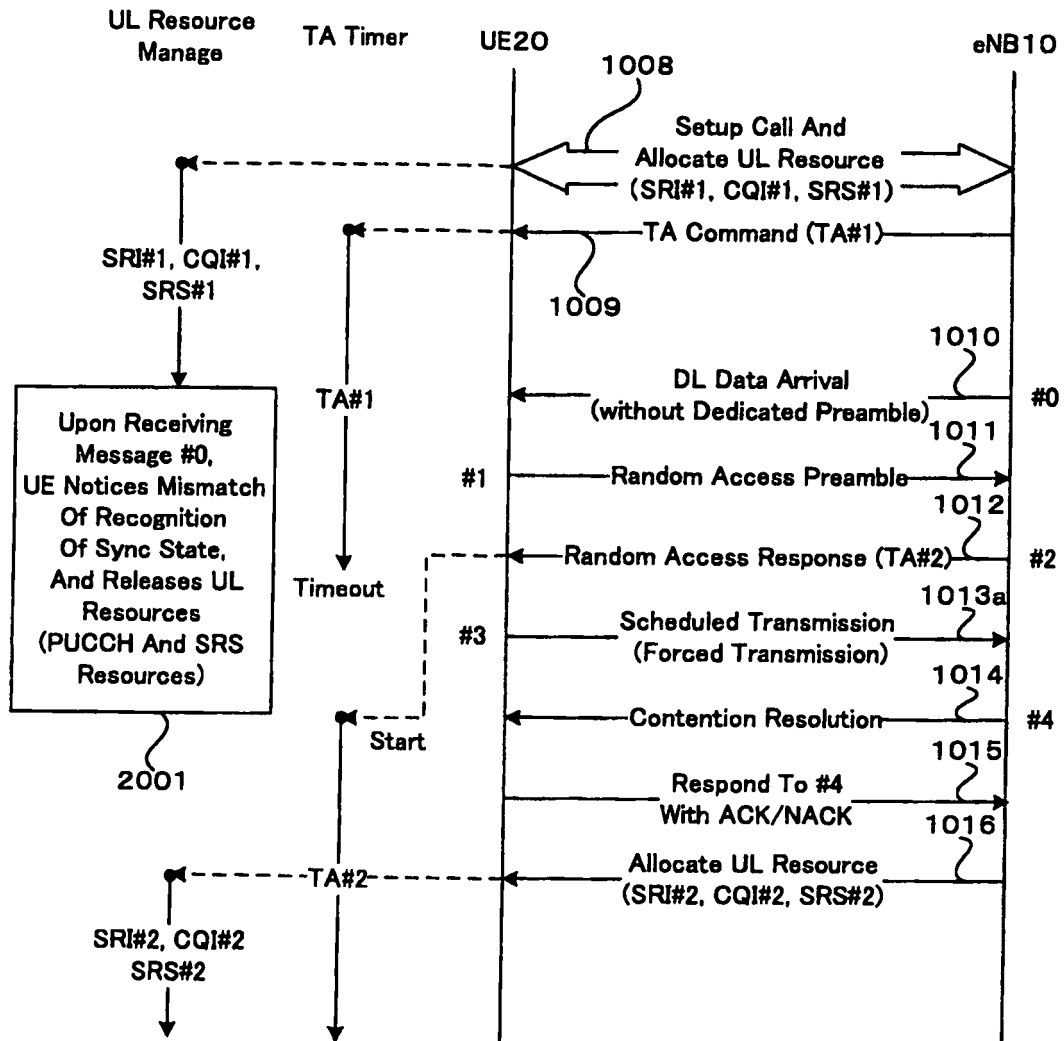 UL Resource
Manage
TA Timer
UE20
eNB10
1008
Setup Call And
Allocate UL Resource
(SRI#1, CQI#1, SRS#1)
TA Command (TA#1)
SRI#1, CQI#1,
SRS#1
1009
1010
DL Data Arrival
(without Dedicated Preamble)
#0
TA#1
Upon Receiving
Message #0,
UE Notices Mismatch
Of Recognition
Of Sync State,
And Releases UL
Resources
(PUCCH And SRS
Resources)
2001
1011
#1
Random Access Preamble
1012
Random Access Response (TA#2)
#2
Timeout
1013a
#3
Scheduled Transmission
(Forced Transmission)
1014
Contention Resolution
#4
Start
1015
Respond To #4
With ACK/NACK
1016
Allocate UL Resource
(SRI#2, CQI#2, SRS#2)
TA#2
SRI#2, CQI#2
SRS#2